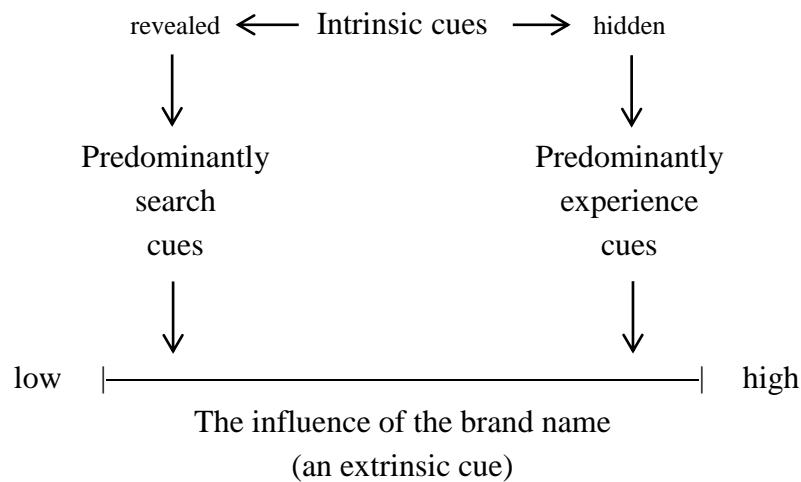 revealed Intrinsic cues hidden
Predominantly
search
cues
Predominantly
experience
cues
low high
The influence of the brand name
(an extrinsic cue)